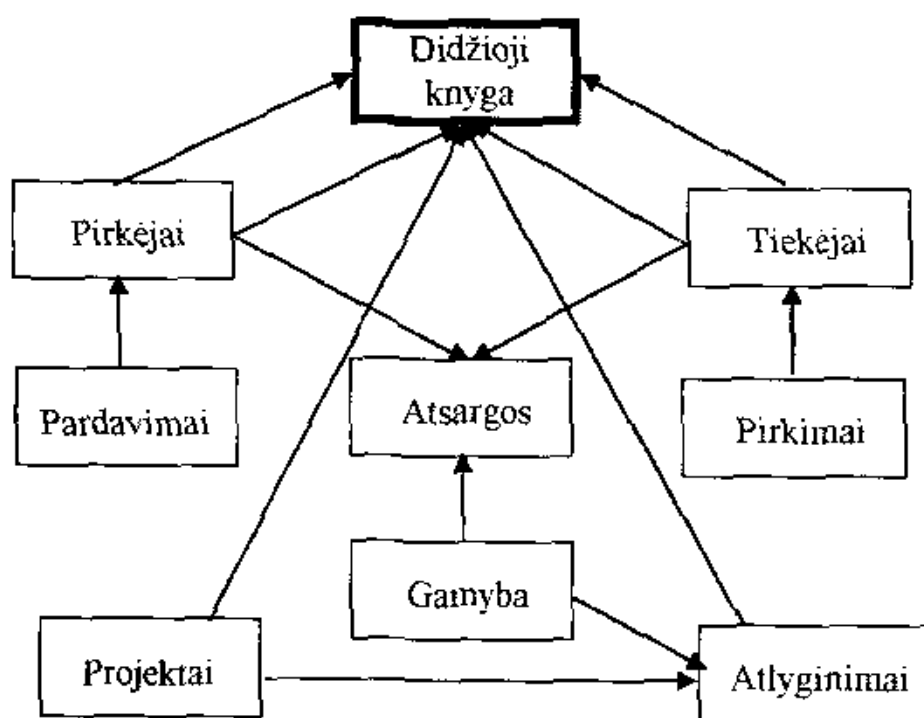 Didžioji
knyga
Pirkėjai
Tiekėjai
Pardavimai
Atsargos
Pirkimai
Gamyba
Projektai
Atlyginimai